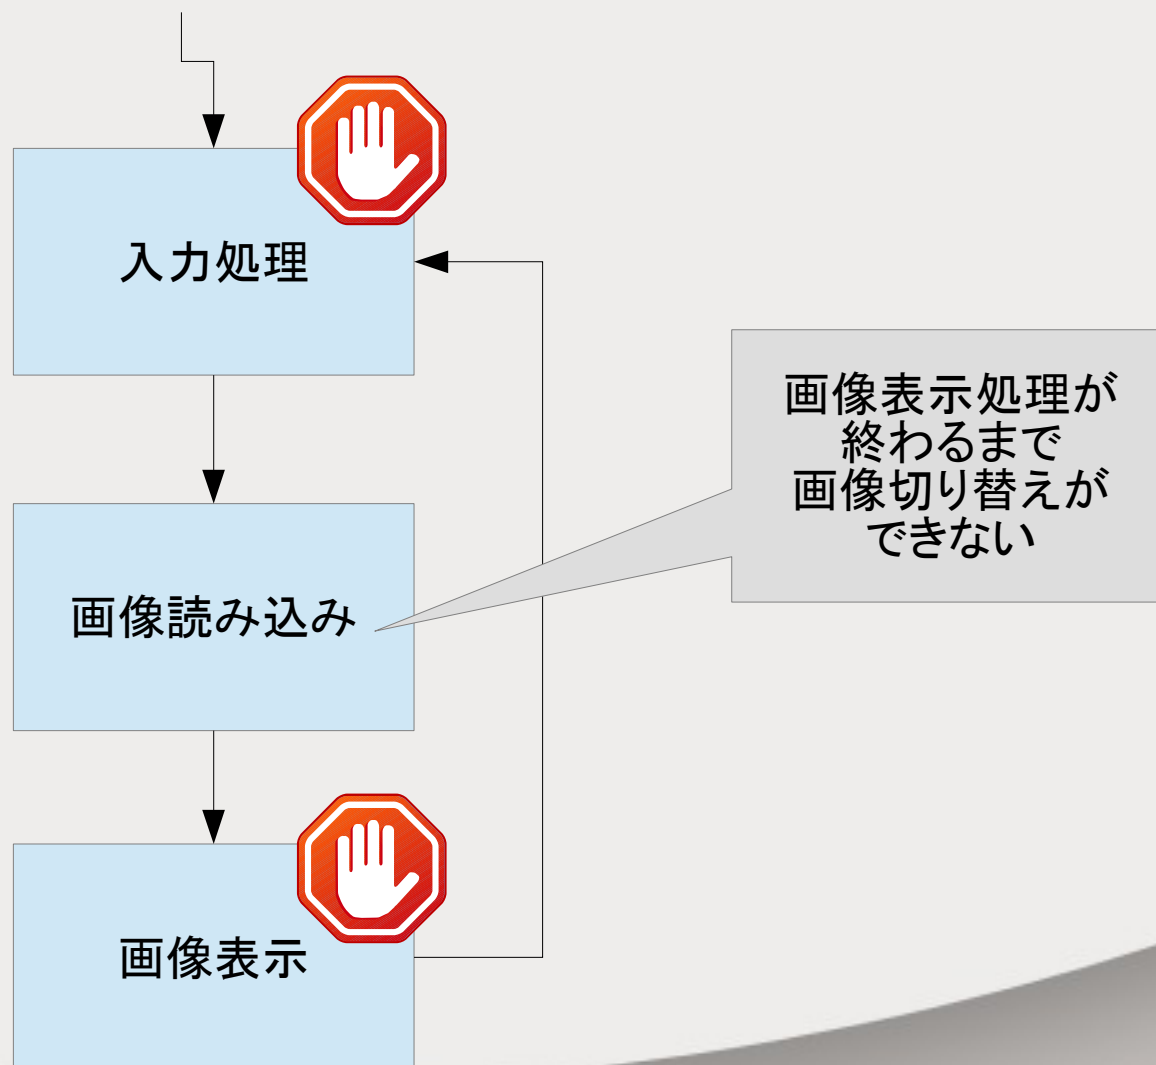 入力処理
画像表示処理が
終わるまで
画像切り替えが
できない
画像読み込み
画像表示